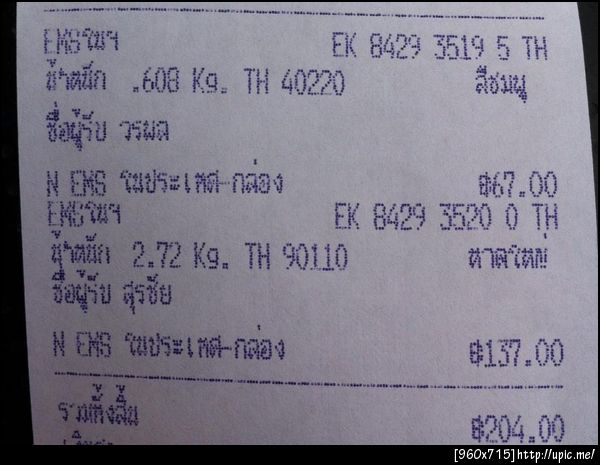 EMSในฯ EK 8429 3519 5 TH
น้ำหนัก .608 Kg. TH 40220 สีชมพู
ชื่อผู้รับ วรผล
N EMS ในประเทศ-กล่อง ฿67.00
EMSในฯ EK 8429 3520 0 TH
น้ำหนัก 2.72 Kg. TH 90110 หาดใหญ่
ชื่อผู้รับ สุรชัย
N EMS ในประเทศ-กล่อง ฿137.00
รวมทั้งสิ้น ฿204.00
[960x715]http://upic.me/